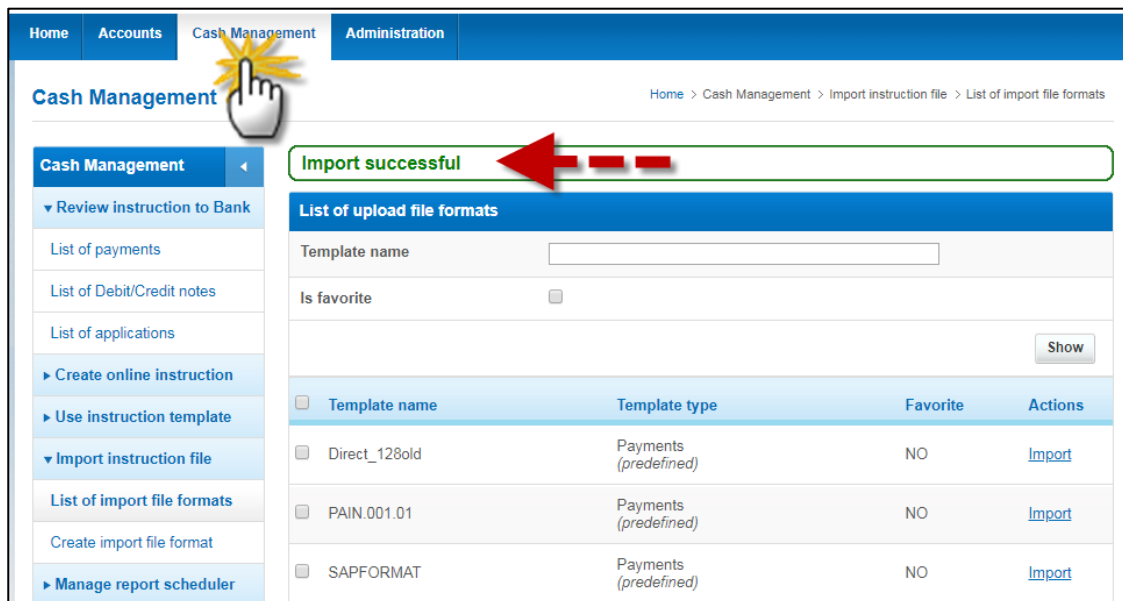 Home Accounts Cash Management Administration
Cash Management
Home > Cash Management > Import instruction file > List of import file formats
Cash Management
Review instruction to Bank
List of payments
List of Debit/Credit notes
List of applications
Create online instruction
Use instruction template
Import instruction file
List of import file formats
Create import file format
Manage report scheduler
Import successful
List of upload file formats
Template name
Is favorite
Show
Template name Template type Favorite Actions
Direct_128old Payments NO Import
(predefined)
PAIN.001.01 Payments NO Import
(predefined)
SAPFORMAT Payments NO Import
(predefined)